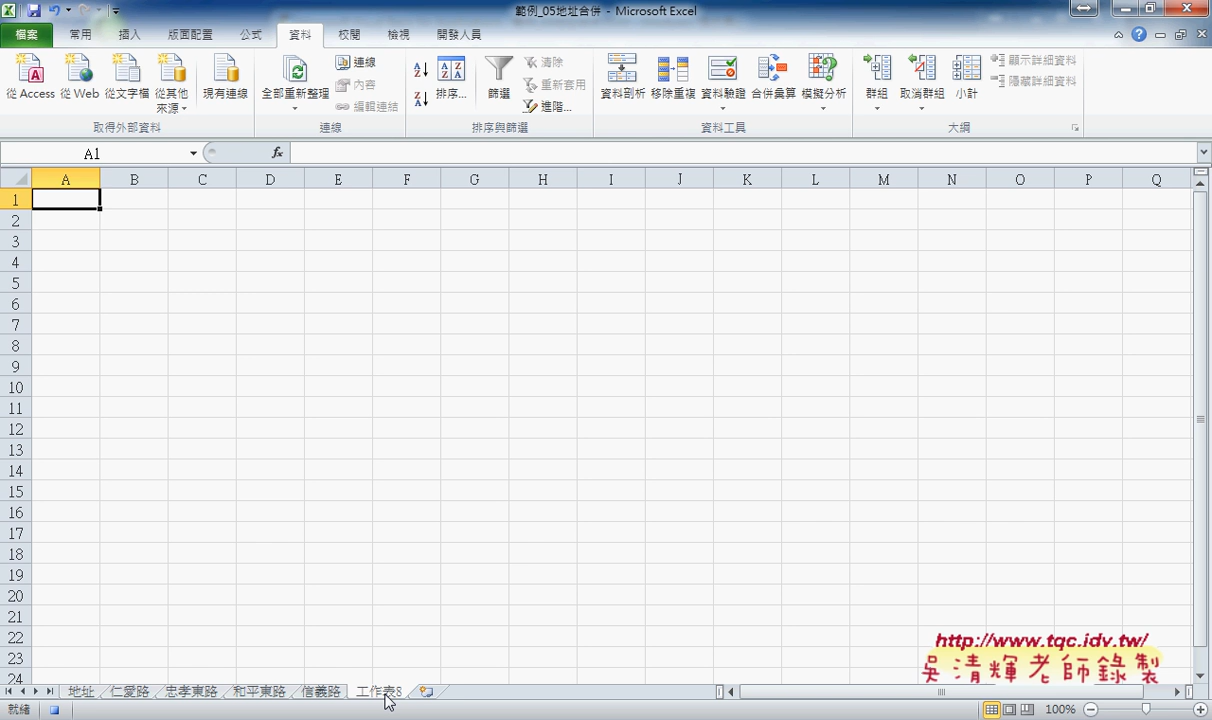 範例_05地址合併 - Microsoft Excel
檔案 常用 插入 版面配置 公式 資料 校閱 檢視 開發人員
從 Access 從 Web 從文字檔 從其他來源 現有連線 全部重新整理 連線 內容 編輯連結 排序... 篩選 清除 重新套用 進階... 資料剖析 移除重複 資料驗證 合併彙算 模擬分析 群組 取消群組 小計 顯示詳細資料 隱藏詳細資料
取得外部資料 連線 排序與篩選 資料工具 大綱
A1 fx
A B C D E F G H I J K L M N O P Q
1
2
3
4
5
6
7
8
9
10
11
12
13
14
15
16
17
18
19
20
21
22
23
24
http://www.tqc.idv.tw/
吳清輝老師錄製
地址 仁愛路 忠孝東路 和平東路 信義路 工作表8
就緒 100%